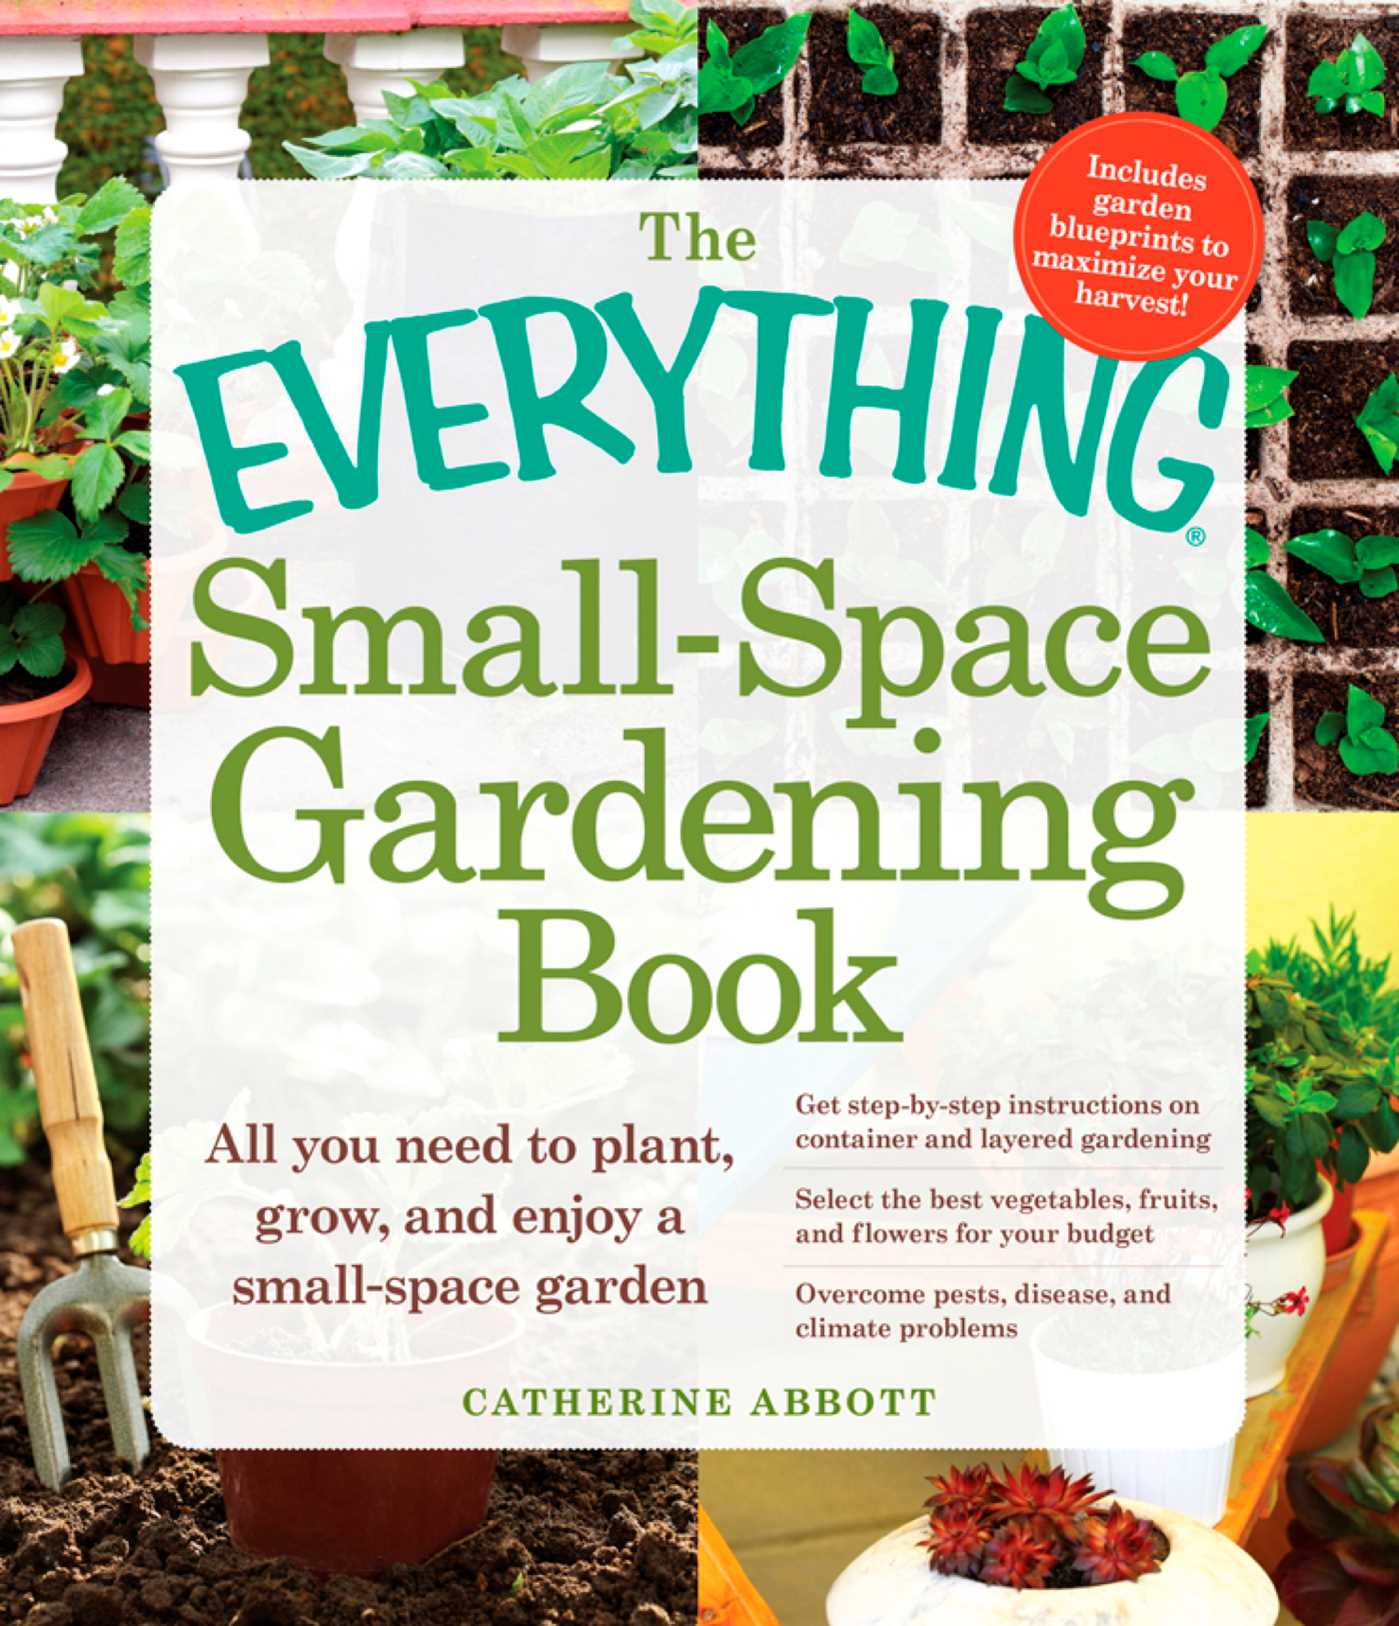 Includes
garden
blueprints to
maximize your
harvest!
The
EVERYTHING®
Small-Space
Gardening
Book
All you need to plant,
grow, and enjoy a
small-space garden
Get step-by-step instructions on
container and layered gardening
Select the best vegetables, fruits,
and flowers for your budget
Overcome pests, disease, and
climate problems
CATHERINE ABBOTT